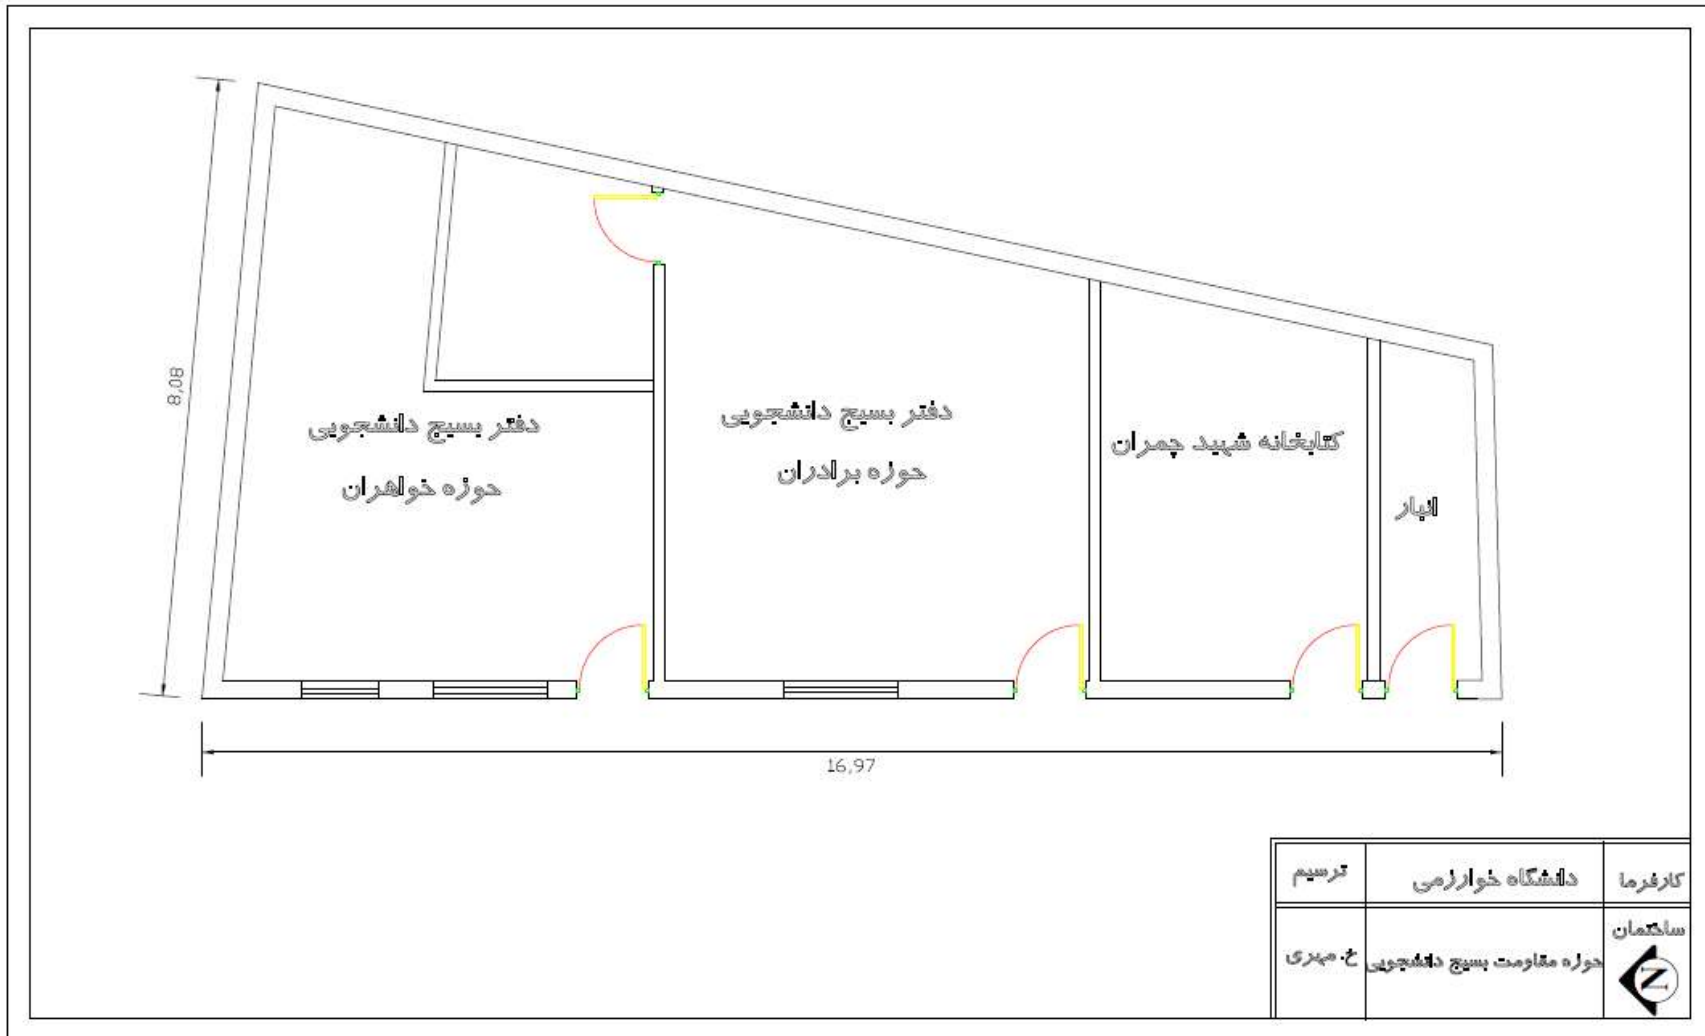 8,08
دفتر بسیج دانشجویی
حوزه خواهران
دفتر بسیج دانشجویی
حوزه برادران
کتابخانه شهید چمران
انبار
16,97
کارفرما
دانشگاه خوارزمی
ترسیم
ساختمان
حوزه مقاومت بسیج دانشجویی
خ. مهری
N